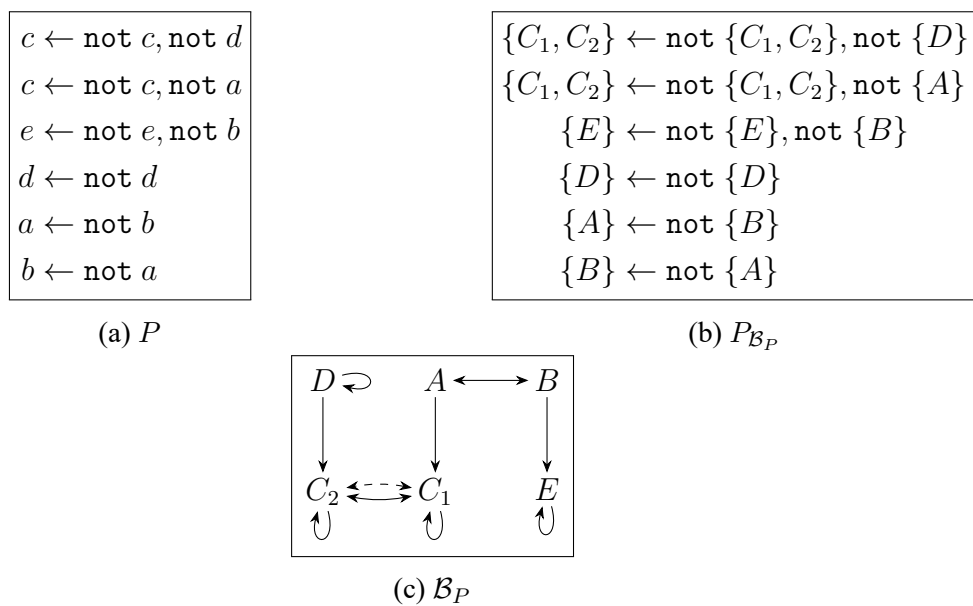 c ← not c, not d
c ← not c, not a
e ← not e, not b
d ← not d
a ← not b
b ← not a
(a) P
{C₁, C₂} ← not {C₁, C₂}, not {D}
{C₁, C₂} ← not {C₁, C₂}, not {A}
{E} ← not {E}, not {B}
{D} ← not {D}
{A} ← not {B}
{B} ← not {A}
(b) P_{ℬ_P}
D A B
C₂ C₁ E
(c) ℬ_P